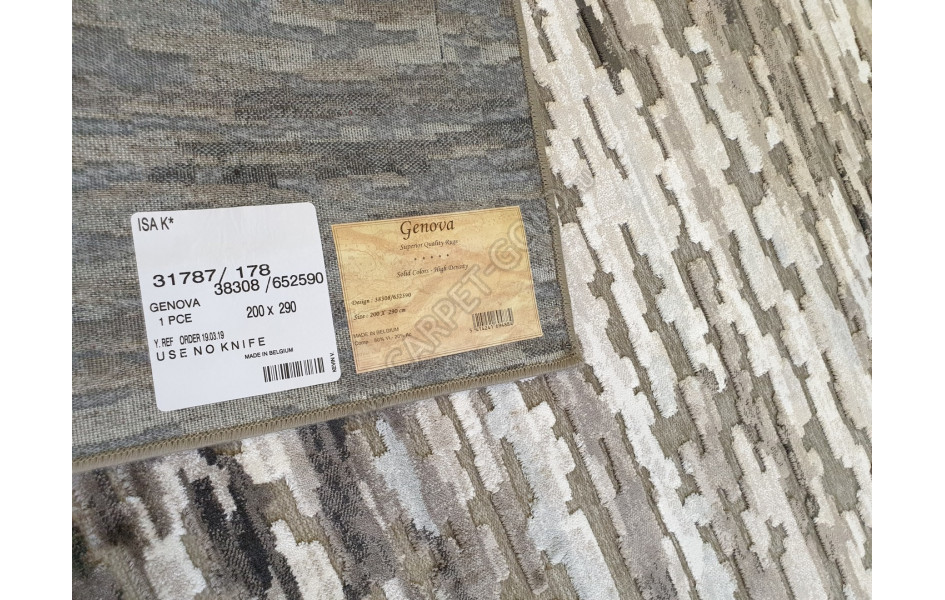 ISA K*
31787/ 178
38308 /652590
GENOVA
1 PCE
200 x 290
Y. REF ORDER 19.03.19
USE NO KNIFE
MADE IN BELGIUM
KEVIN V.
Genova
Superior Quality Rugs
* * * * *
Solid Colors - High Density
Design : 38308/652590
Size : 200 X 290 cm
MADE IN BELGIUM
CARPET-GO